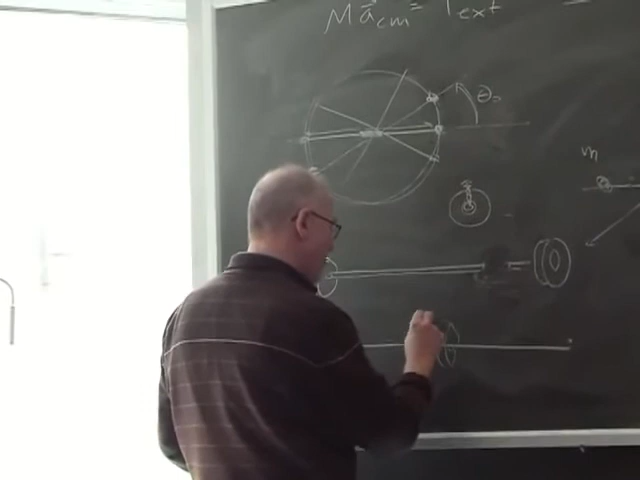 M a⃗cm = Fext =
θ₀
m